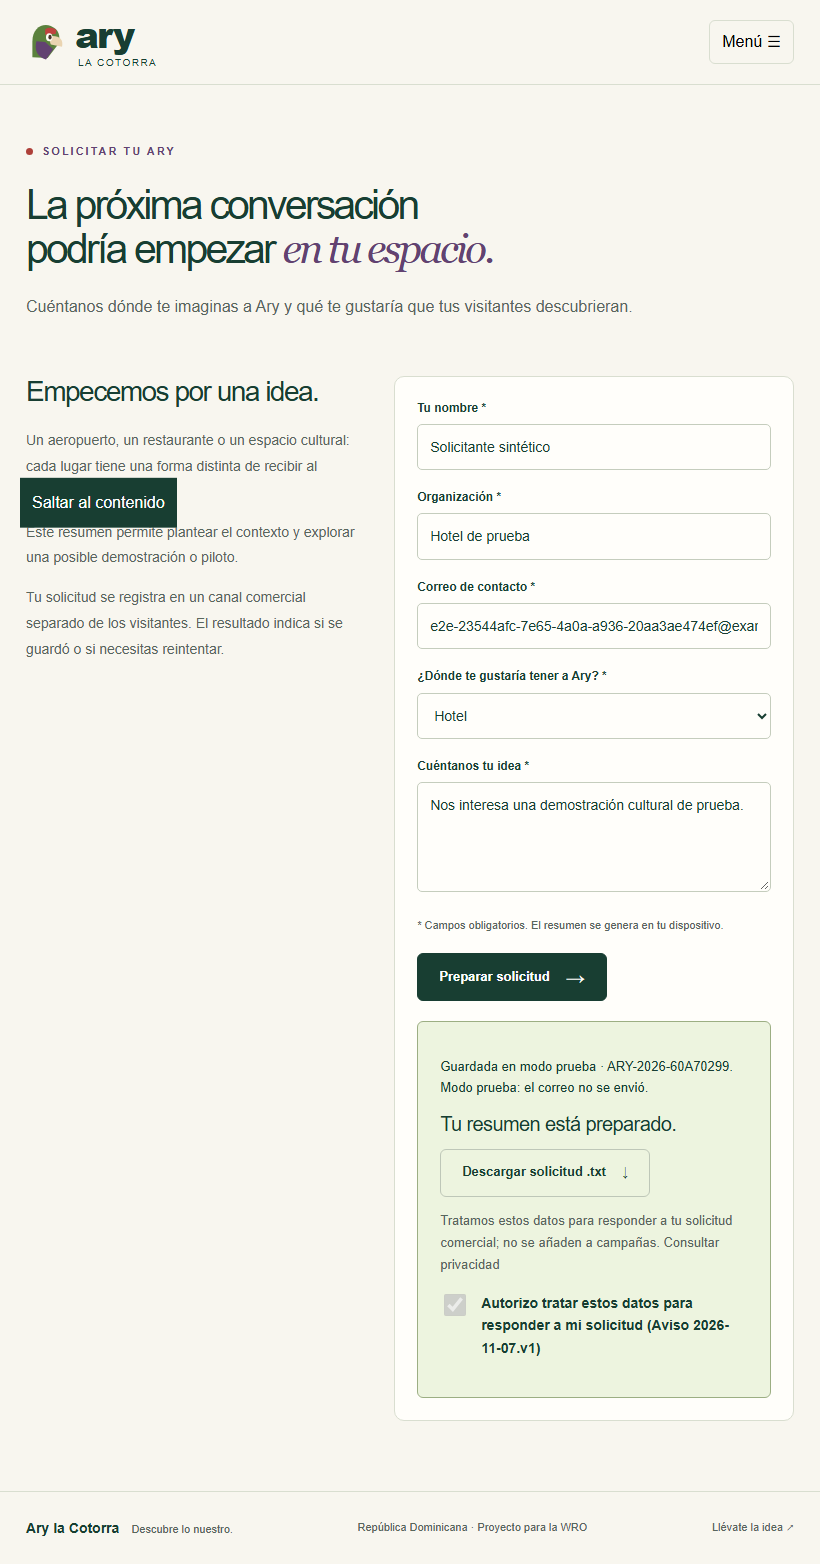 ary
LA COTORRA
Menú ☰
SOLICITAR TU ARY
La próxima conversación
podría empezar en tu espacio.
Cuéntanos dónde te imaginas a Ary y qué te gustaría que tus visitantes descubrieran.
Empecemos por una idea.
Un aeropuerto, un restaurante o un espacio cultural:
cada lugar tiene una forma distinta de recibir al
Saltar al contenido
Este resumen permite plantear el contexto y explorar
una posible demostración o piloto.
Tu solicitud se registra en un canal comercial
separado de los visitantes. El resultado indica si se
guardó o si necesitas reintentar.
Tu nombre *
Solicitante sintético
Organización *
Hotel de prueba
Correo de contacto *
e2e-23544afc-7e65-4a0a-a936-20aa3ae474ef@exar
¿Dónde te gustaría tener a Ary? *
Hotel
Cuéntanos tu idea *
Nos interesa una demostración cultural de prueba.
* Campos obligatorios. El resumen se genera en tu dispositivo.
Preparar solicitud →
Guardada en modo prueba · ARY-2026-60A70299.
Modo prueba: el correo no se envió.
Tu resumen está preparado.
Descargar solicitud .txt ↓
Tratamos estos datos para responder a tu solicitud
comercial; no se añaden a campañas. Consultar
privacidad
Autorizo tratar estos datos para
responder a mi solicitud (Aviso 2026-
11-07.v1)
Ary la Cotorra Descubre lo nuestro.
República Dominicana · Proyecto para la WRO
Llévate la idea ↗